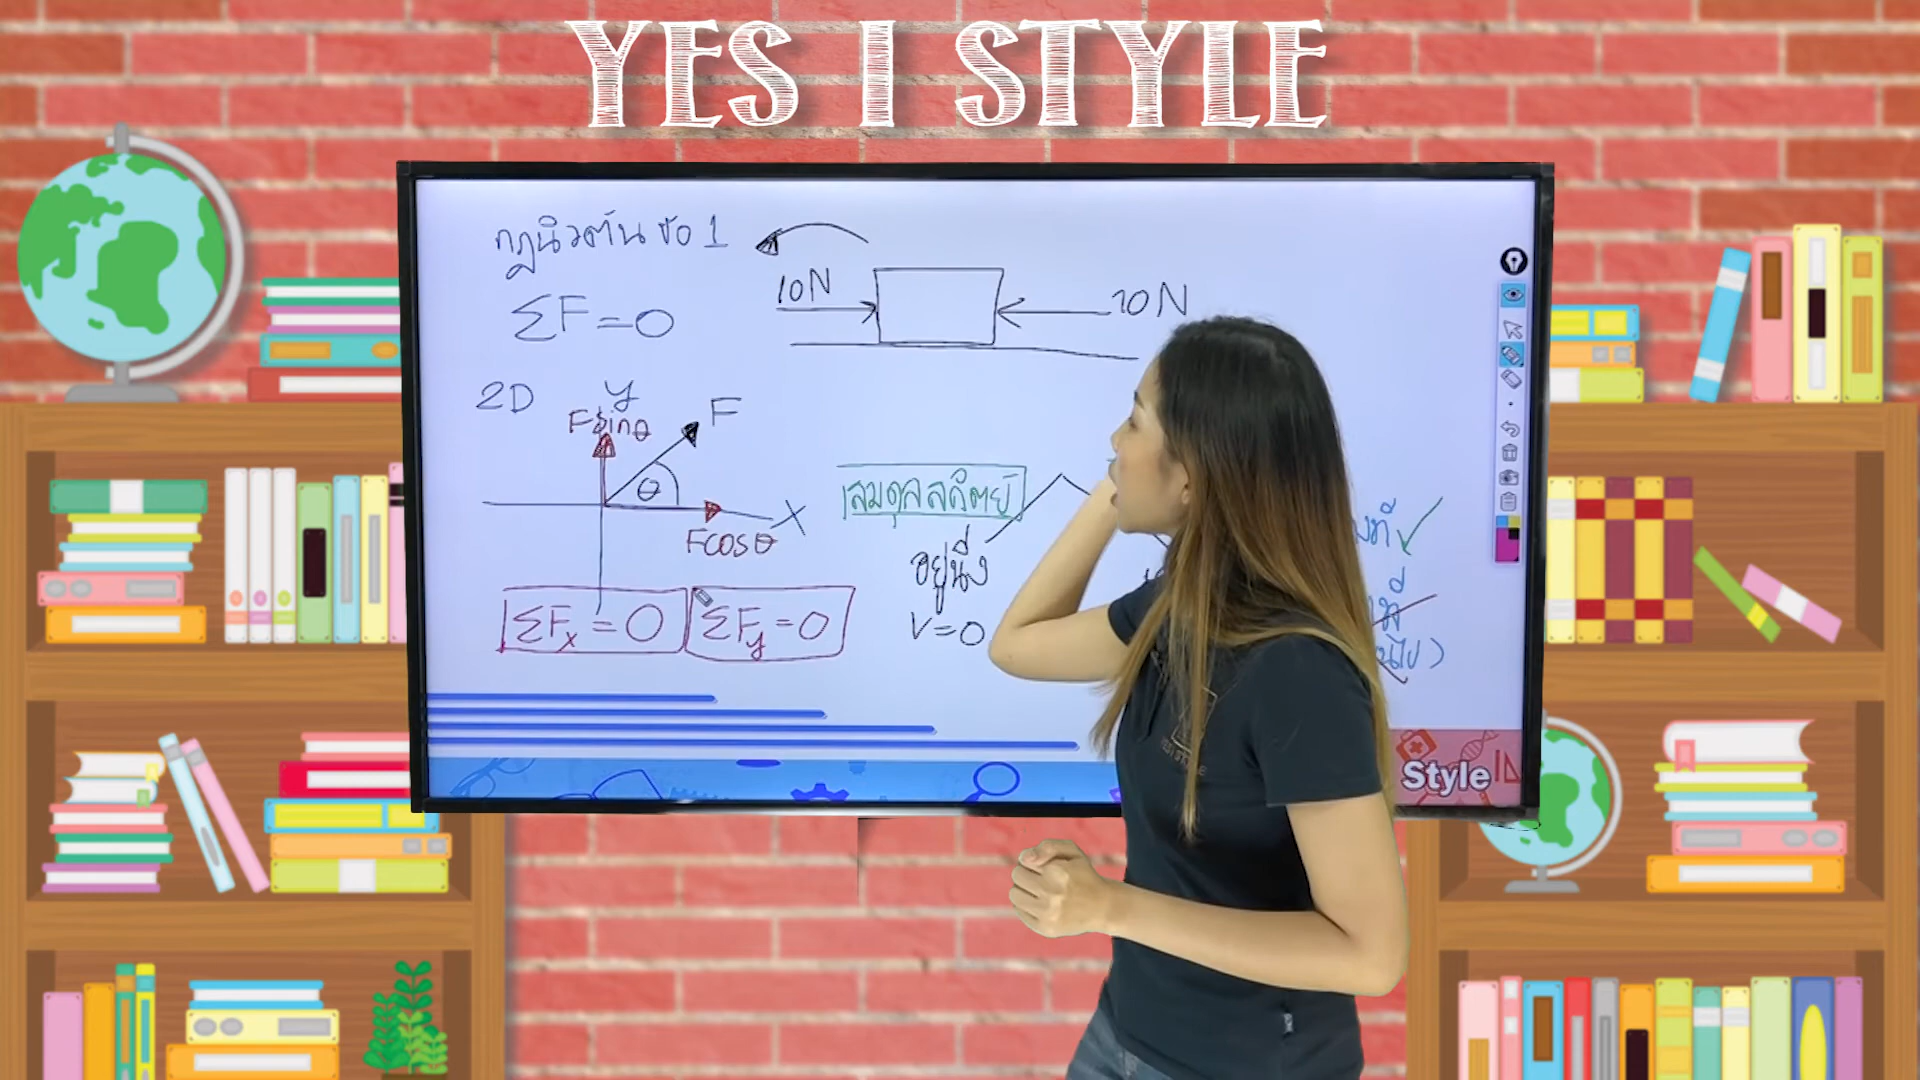 YES I STYLE
กฎนิวตัน ข้อ 1
ΣF=0
10N
10N
2D
y
Fsinθ
F
θ
X
Fcosθ
ΣFx=0
ΣFy=0
สมดุลสถิตย์
อยู่นิ่ง
v=0
Style